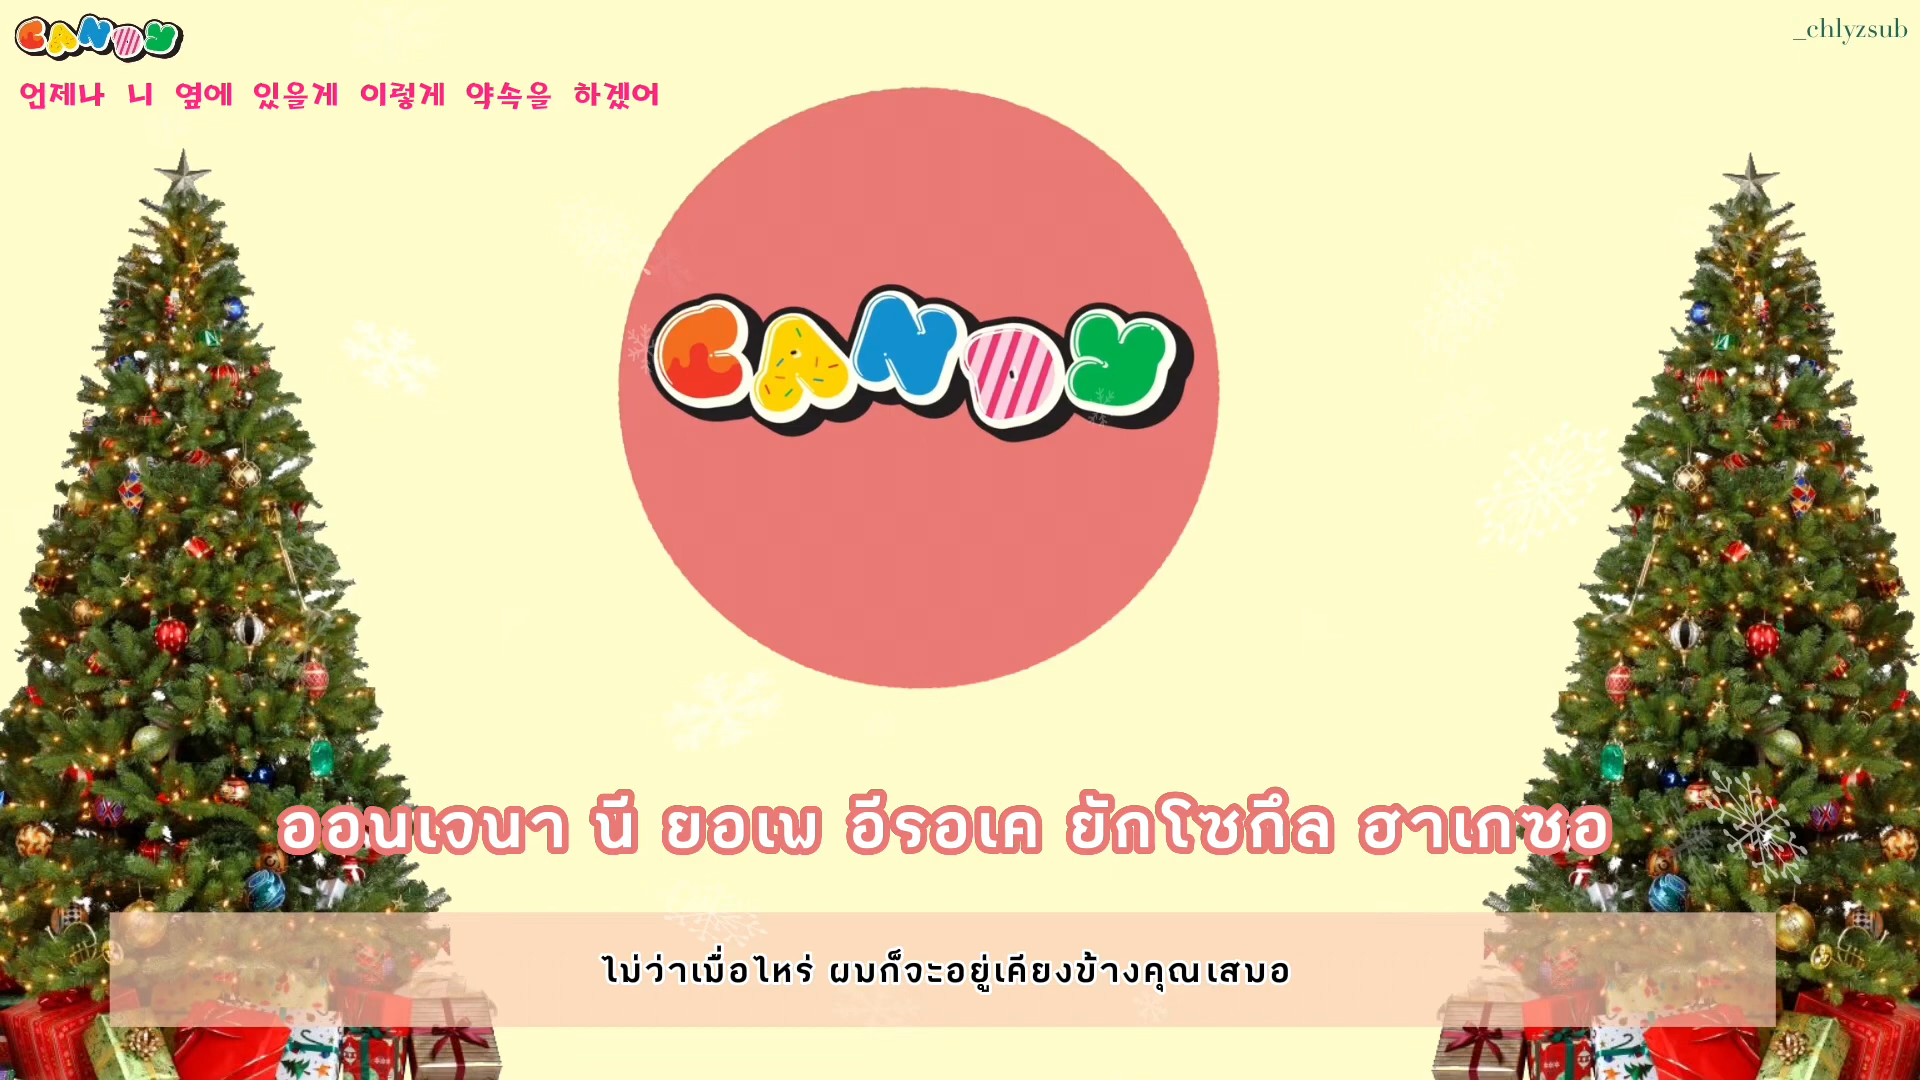 CANDY
_chlyzsub
언제나 니 옆에 있을게 이렇게 약속을 하겠어
CANDY
ออนเจนา นี ยอเพ อีรอเค ยักโซกึล ฮาเกซอ
ไม่ว่าเมื่อไหร่ ผมก็จะอยู่เคียงข้างคุณเสมอ